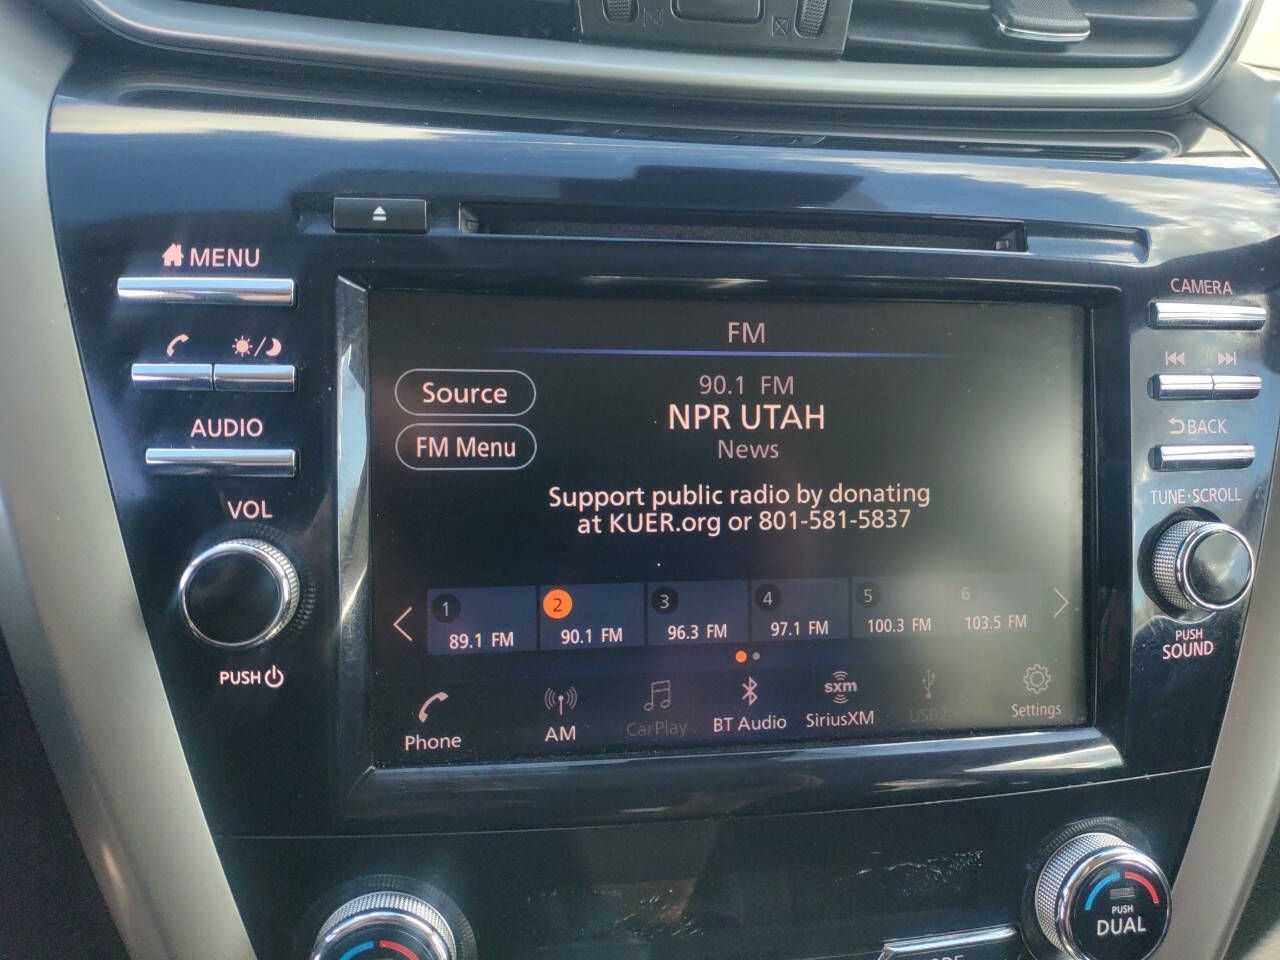 MENU
CAMERA
FM
Source
90.1 FM
NPR UTAH
FM Menu
News
AUDIO
BACK
VOL
Support public radio by donating
at KUER.org or 801-581-5837
TUNE·SCROLL
1
2
3
4
5
6
89.1 FM
90.1 FM
96.3 FM
97.1 FM
100.3 FM
103.5 FM
PUSH
PUSH
SOUND
Phone
AM
CarPlay
BT Audio
sxm
SiriusXM
USB2
Settings
PUSH
DUAL